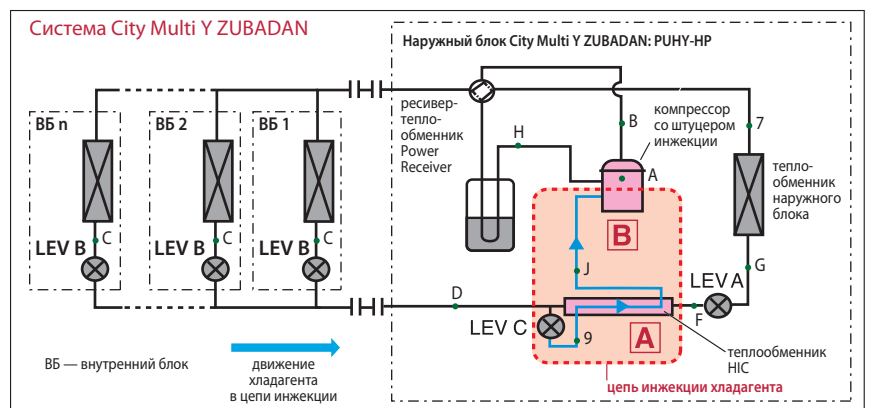 Система City Multi Y ZUBADAN
Наружный блок City Multi Y ZUBADAN: PUHY-HP
ресивер-
тепло-
обменник
Power
Receiver
B
компрессор
со штуцером
инжекции
7
H
A
ВБ n
ВБ 2
ВБ 1
тепло-
обменник
наружного
блока
B
LEV B
C
LEV B
C
LEV B
C
J
G
LEV A
D
F
LEV C
9
A
теплообменник
HIC
ВБ — внутренний блок
движение
хладагента
в цепи инжекции
цепь инжекции хладагента